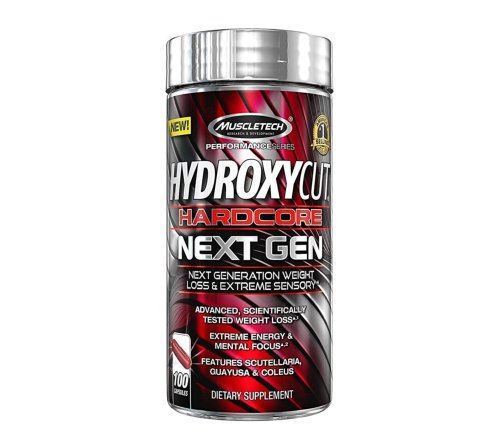 NEW!
MUSCLETECH
RESEARCH & DEVELOPMENT
PERFORMANCE SERIES
HYDROXYCUT
HARDCORE
NEXT GEN
NEXT GENERATION WEIGHT
LOSS & EXTREME SENSORY
ADVANCED, SCIENTIFICALLY
TESTED WEIGHT LOSS
EXTREME ENERGY &
MENTAL FOCUS
FEATURES SCUTELLARIA,
GUAYUSA & COLEUS
100
CAPSULES
DIETARY SUPPLEMENT